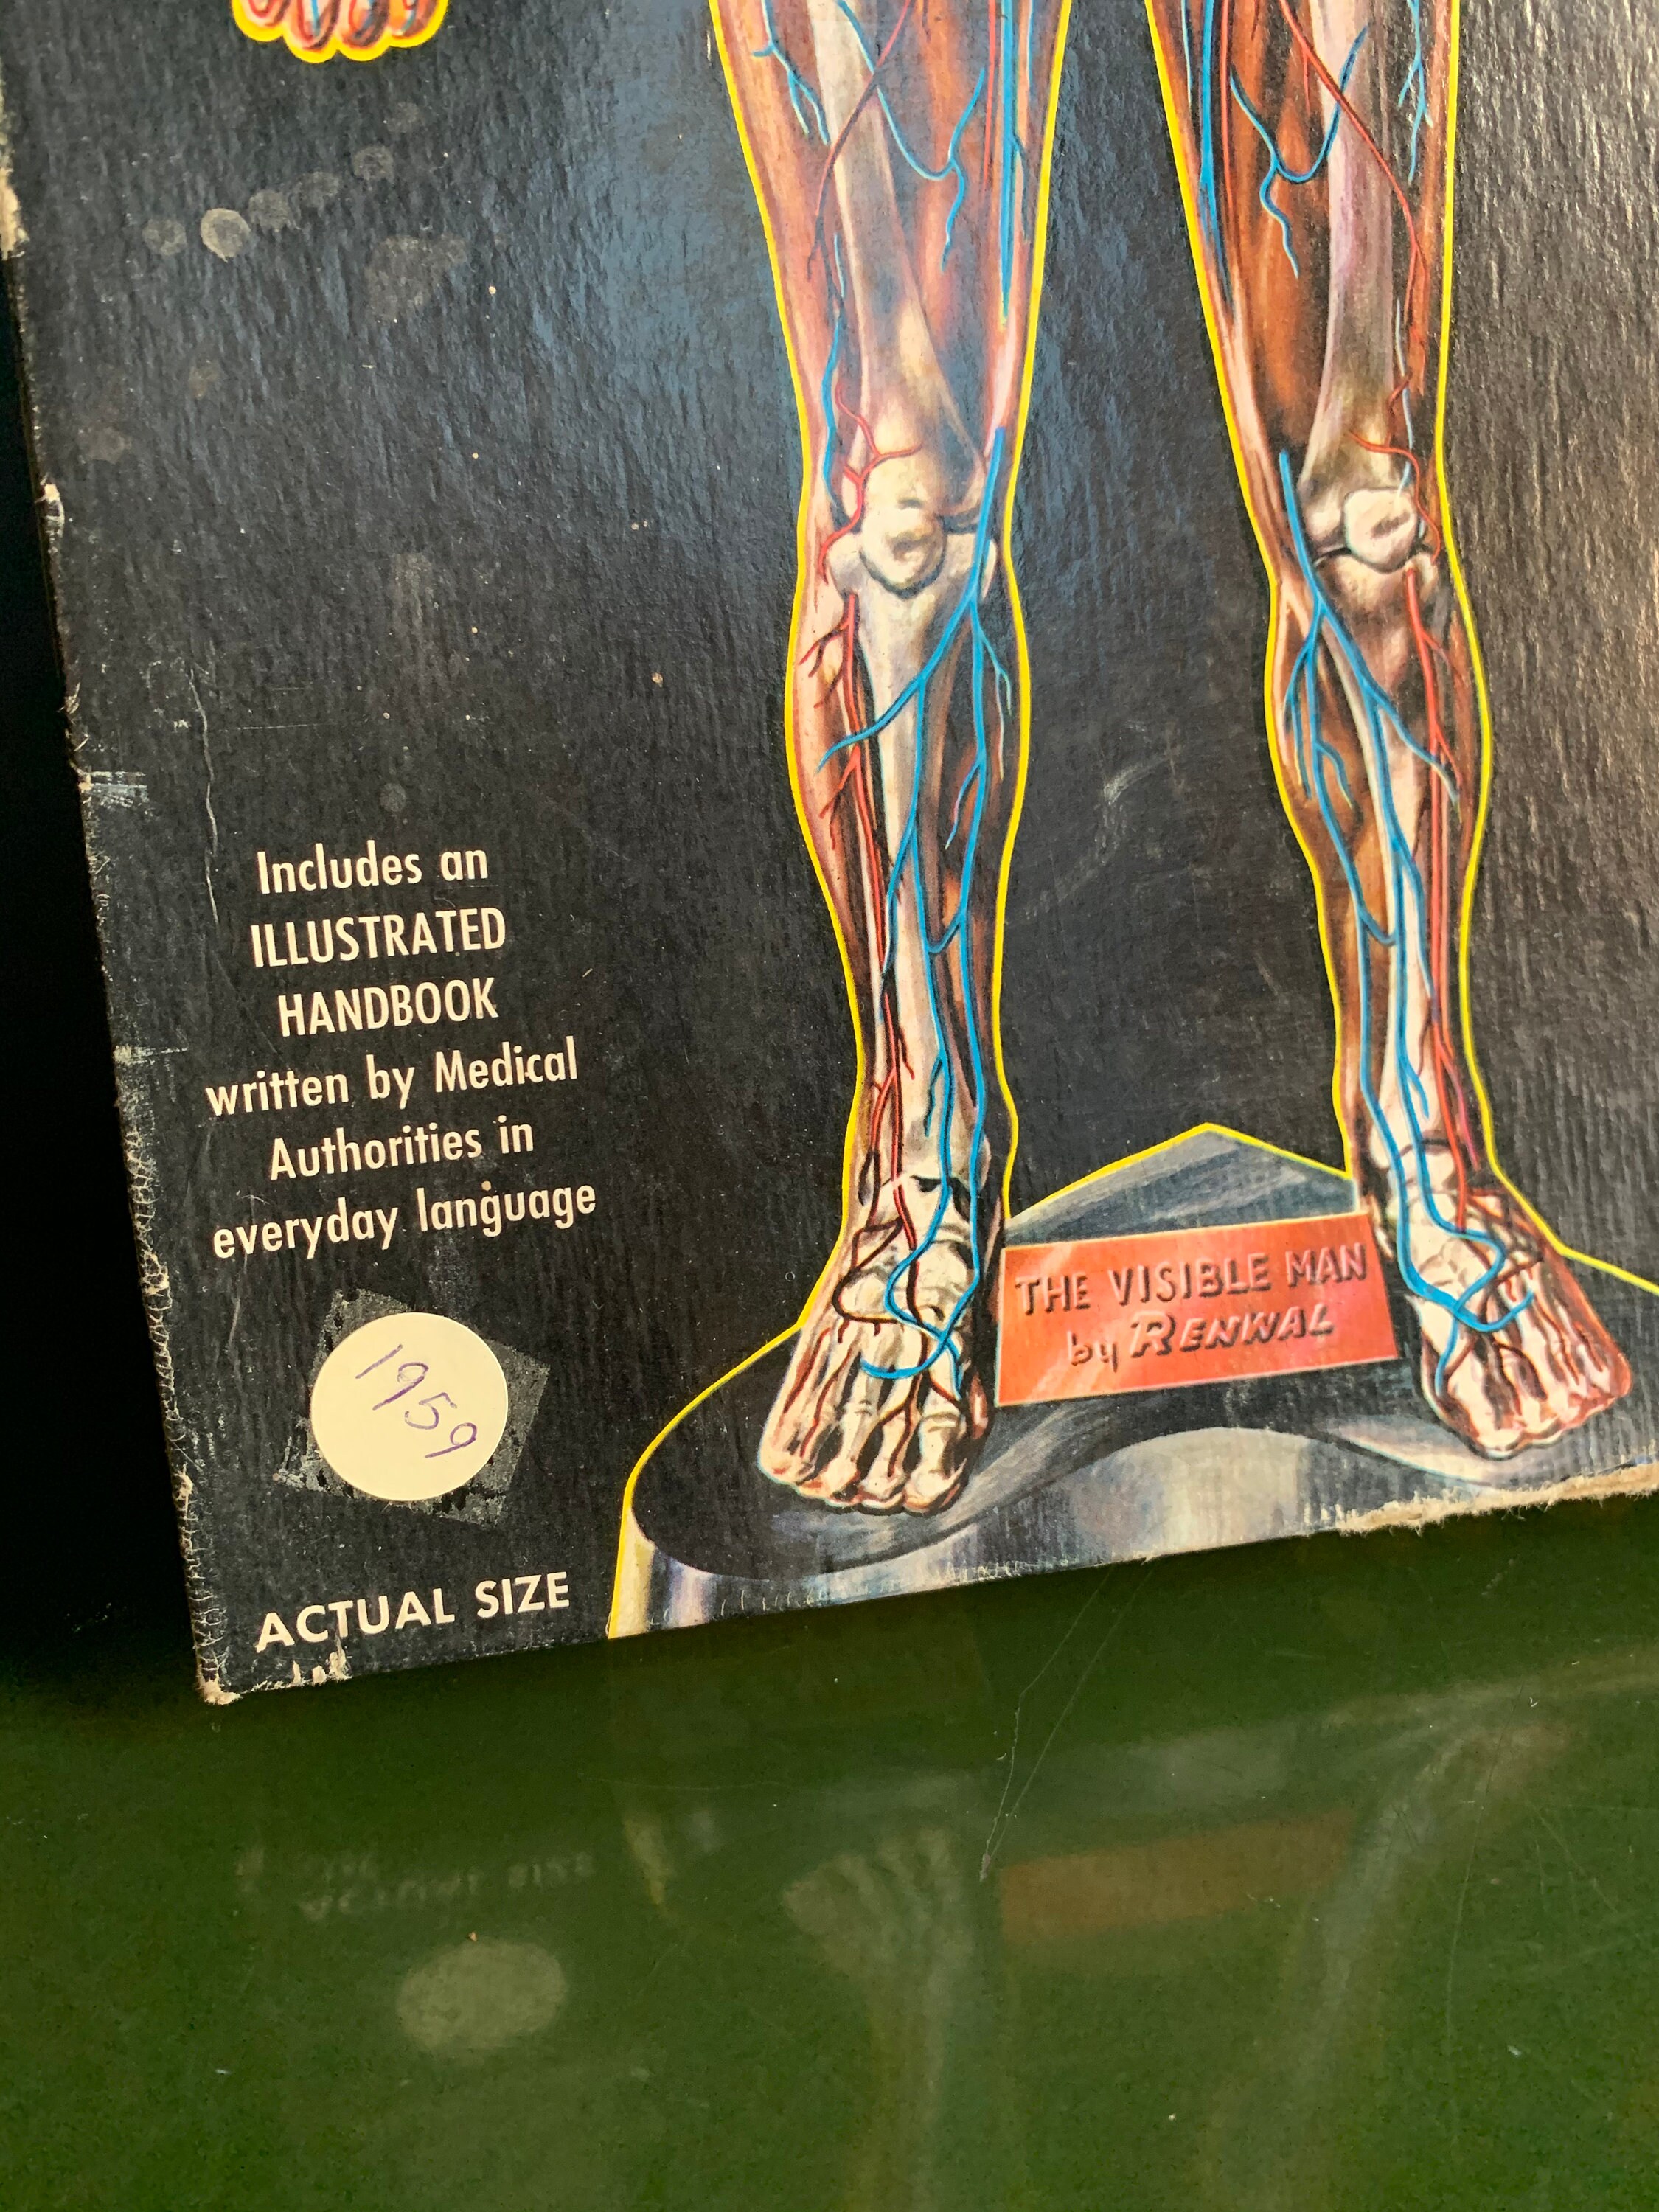 Includes an
ILLUSTRATED
HANDBOOK
written by Medical
Authorities in
everyday language
THE VISIBLE MAN
by RENWAL
1959
ACTUAL SIZE